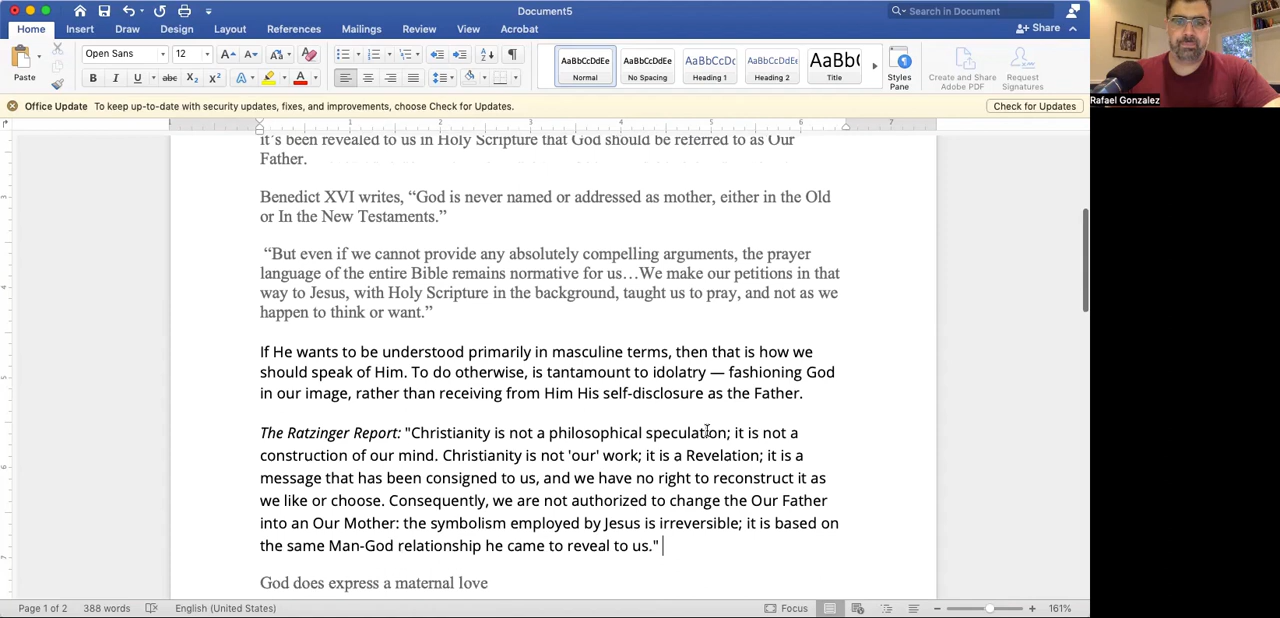 Document5
Search in Document
Home Insert Draw Design Layout References Mailings Review View Acrobat
Share
Paste
Open Sans 12
AaBbCcDdEe AaBbCcDdEe AaBbCcDc AaBbCcDdEe AaBb(
Normal No Spacing Heading 1 Heading 2 Title
Styles Pane
Create and Share Adobe PDF
Request Signatures
Office Update To keep up-to-date with security updates, fixes, and improvements, choose Check for Updates.
Check for Updates
Rafael Gonzalez
1 1 2 3 4 5 6 7
it's been revealed to us in Holy Scripture that God should be referred to as Our
Father.
Benedict XVI writes, “God is never named or addressed as mother, either in the Old
or In the New Testaments.”
“But even if we cannot provide any absolutely compelling arguments, the prayer
language of the entire Bible remains normative for us…We make our petitions in that
way to Jesus, with Holy Scripture in the background, taught us to pray, and not as we
happen to think or want.”
If He wants to be understood primarily in masculine terms, then that is how we
should speak of Him. To do otherwise, is tantamount to idolatry — fashioning God
in our image, rather than receiving from Him His self-disclosure as the Father.
The Ratzinger Report: "Christianity is not a philosophical speculation; it is not a
construction of our mind. Christianity is not 'our' work; it is a Revelation; it is a
message that has been consigned to us, and we have no right to reconstruct it as
we like or choose. Consequently, we are not authorized to change the Our Father
into an Our Mother: the symbolism employed by Jesus is irreversible; it is based on
the same Man-God relationship he came to reveal to us."
God does express a maternal love
Page 1 of 2 388 words English (United States) Focus 161%